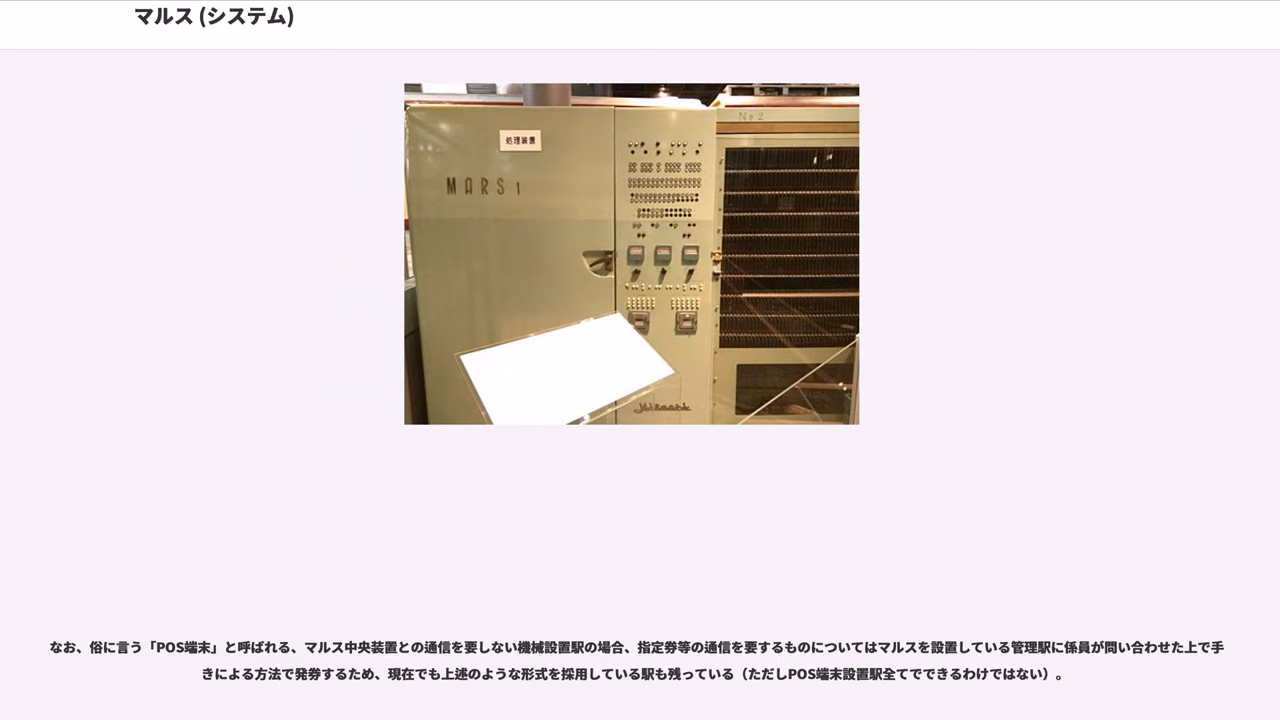 マルス (システム)
No 2
処理装置
MARS 1
なお、俗に言う「POS端末」と呼ばれる、マルス中央装置との通信を要しない機械設置駅の場合、指定券等の通信を要するものについてはマルスを設置している管理駅に係員が問い合わせた上で手
きによる方法で発券するため、現在でも上述のような形式を採用している駅も残っている（ただしPOS端末設置駅全てでできるわけではない）。